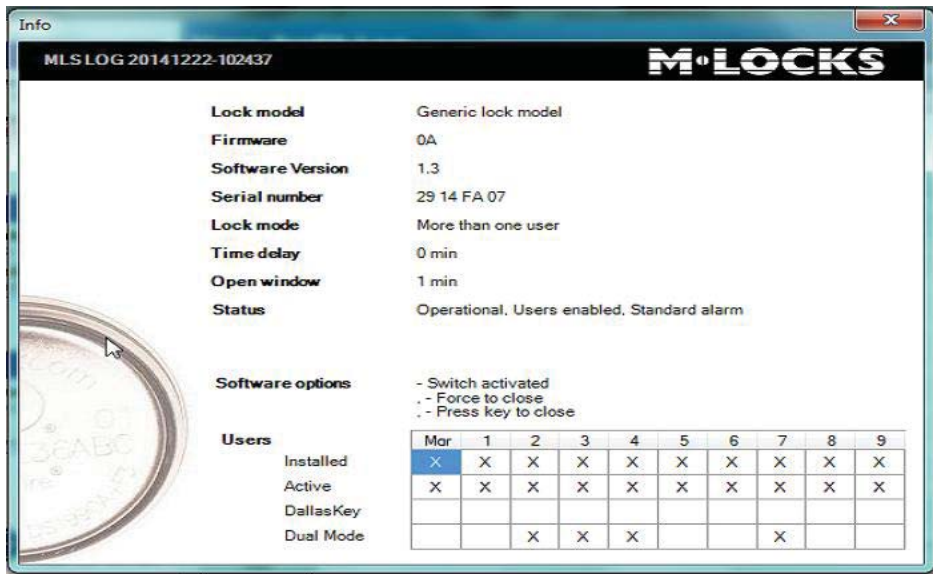 Info
MLS LOG 20141222-102437
M·LOCKS
Lock model Generic lock model
Firmware 0A
Software Version 1.3
Serial number 29 14 FA 07
Lock mode More than one user
Time delay 0 min
Open window 1 min
Status Operational, Users enabled, Standard alarm
Software options - Switch activated
. - Force to close
. - Press key to close
Users Mar 1 2 3 4 5 6 7 8 9
Installed X X X X X X X X X X
Active X X X X X X X X X X
DallasKey
Dual Mode X X X X